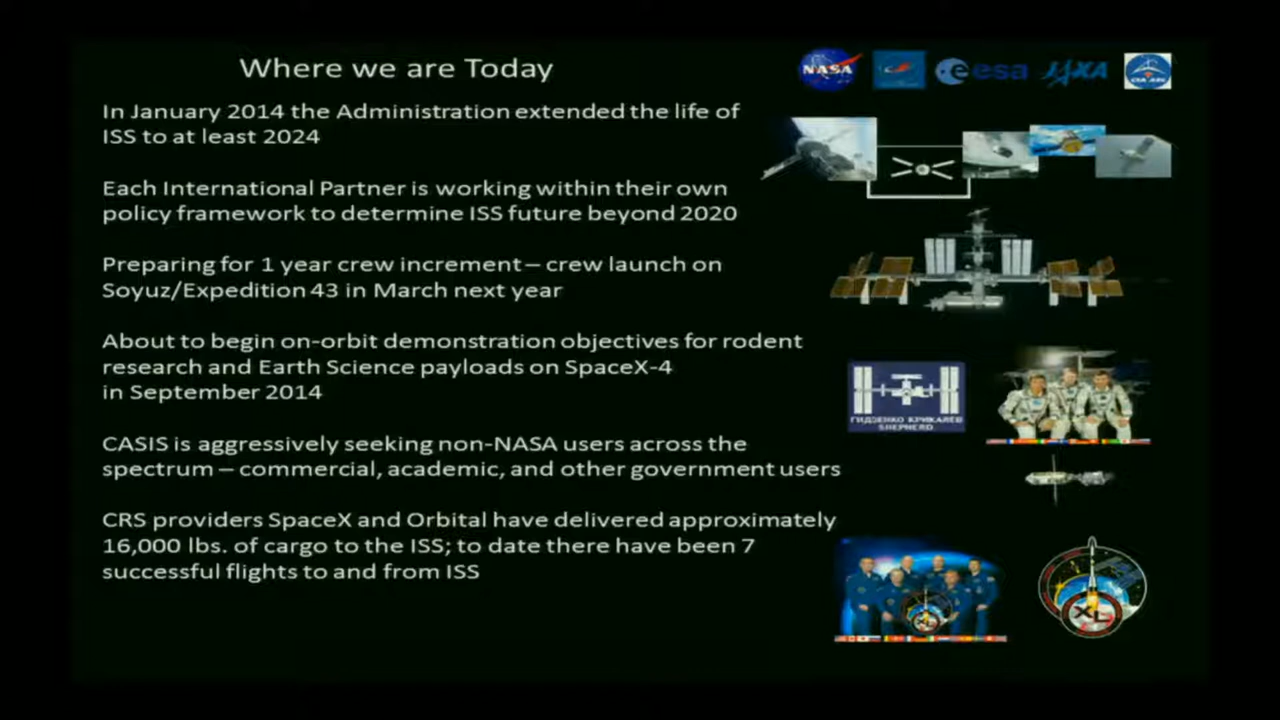 Where we are Today
NASA
esa
In January 2014 the Administration extended the life of
ISS to at least 2024
Each International Partner is working within their own
policy framework to determine ISS future beyond 2020
Preparing for 1 year crew increment – crew launch on
Soyuz/Expedition 43 in March next year
About to begin on-orbit demonstration objectives for rodent
research and Earth Science payloads on SpaceX-4
in September 2014
CASIS is aggressively seeking non-NASA users across the
spectrum – commercial, academic, and other government users
CRS providers SpaceX and Orbital have delivered approximately
16,000 lbs. of cargo to the ISS; to date there have been 7
successful flights to and from ISS
ГИДЗЕНКО КРИКАЛЕВ
SHEPHERD
XL